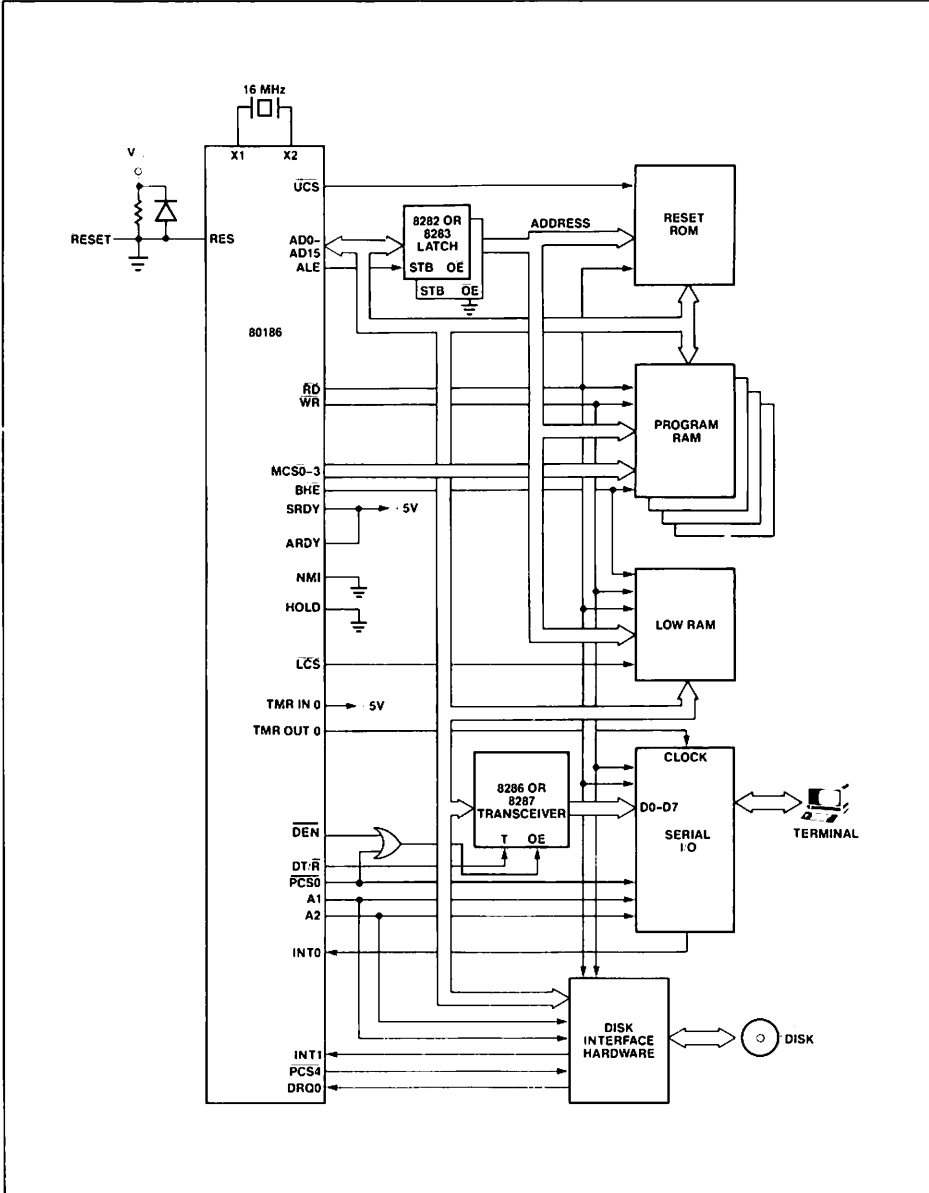 16 MHz
X1 X2
V
RESET
RES
80186
UCS
AD0-
AD15
ALE
RD
WR
MCS0-3
BHE
SRDY
ARDY
NMI
HOLD
LCS
TMR IN 0
TMR OUT 0
DEN
DT/R
PCS0
A1
A2
INT0
INT1
PCS4
DRQ0
8282 OR
8283
LATCH
STB OE
STB OE
ADDRESS
RESET
ROM
PROGRAM
RAM
5V
LOW RAM
5V
8286 OR
8287
TRANSCEIVER
T OE
CLOCK
D0-D7
SERIAL
I/O
TERMINAL
DISK
INTERFACE
HARDWARE
DISK